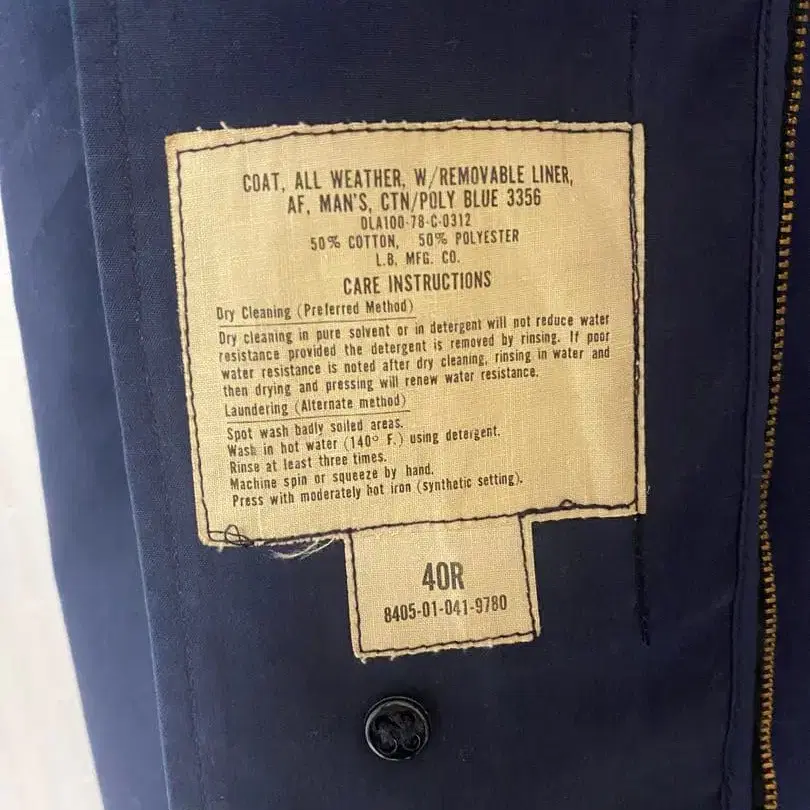 COAT, ALL WEATHER, W/REMOVABLE LINER,
AF, MAN'S, CTN/POLY BLUE 3356
DLA100-78-C-0312
50% COTTON, 50% POLYESTER
L.B. MFG. CO.
CARE INSTRUCTIONS
Dry Cleaning (Preferred Method)
Dry cleaning in pure solvent or in detergent will not reduce water
resistance provided the detergent is removed by rinsing. If poor
water resistance is noted after dry cleaning, rinsing in water and
then drying and pressing will renew water resistance.
Laundering (Alternate method)
Spot wash badly soiled areas.
Wash in hot water (140° F.) using detergent.
Rinse at least three times.
Machine spin or squeeze by hand.
Press with moderately hot iron (synthetic setting).
40R
8405-01-041-9780